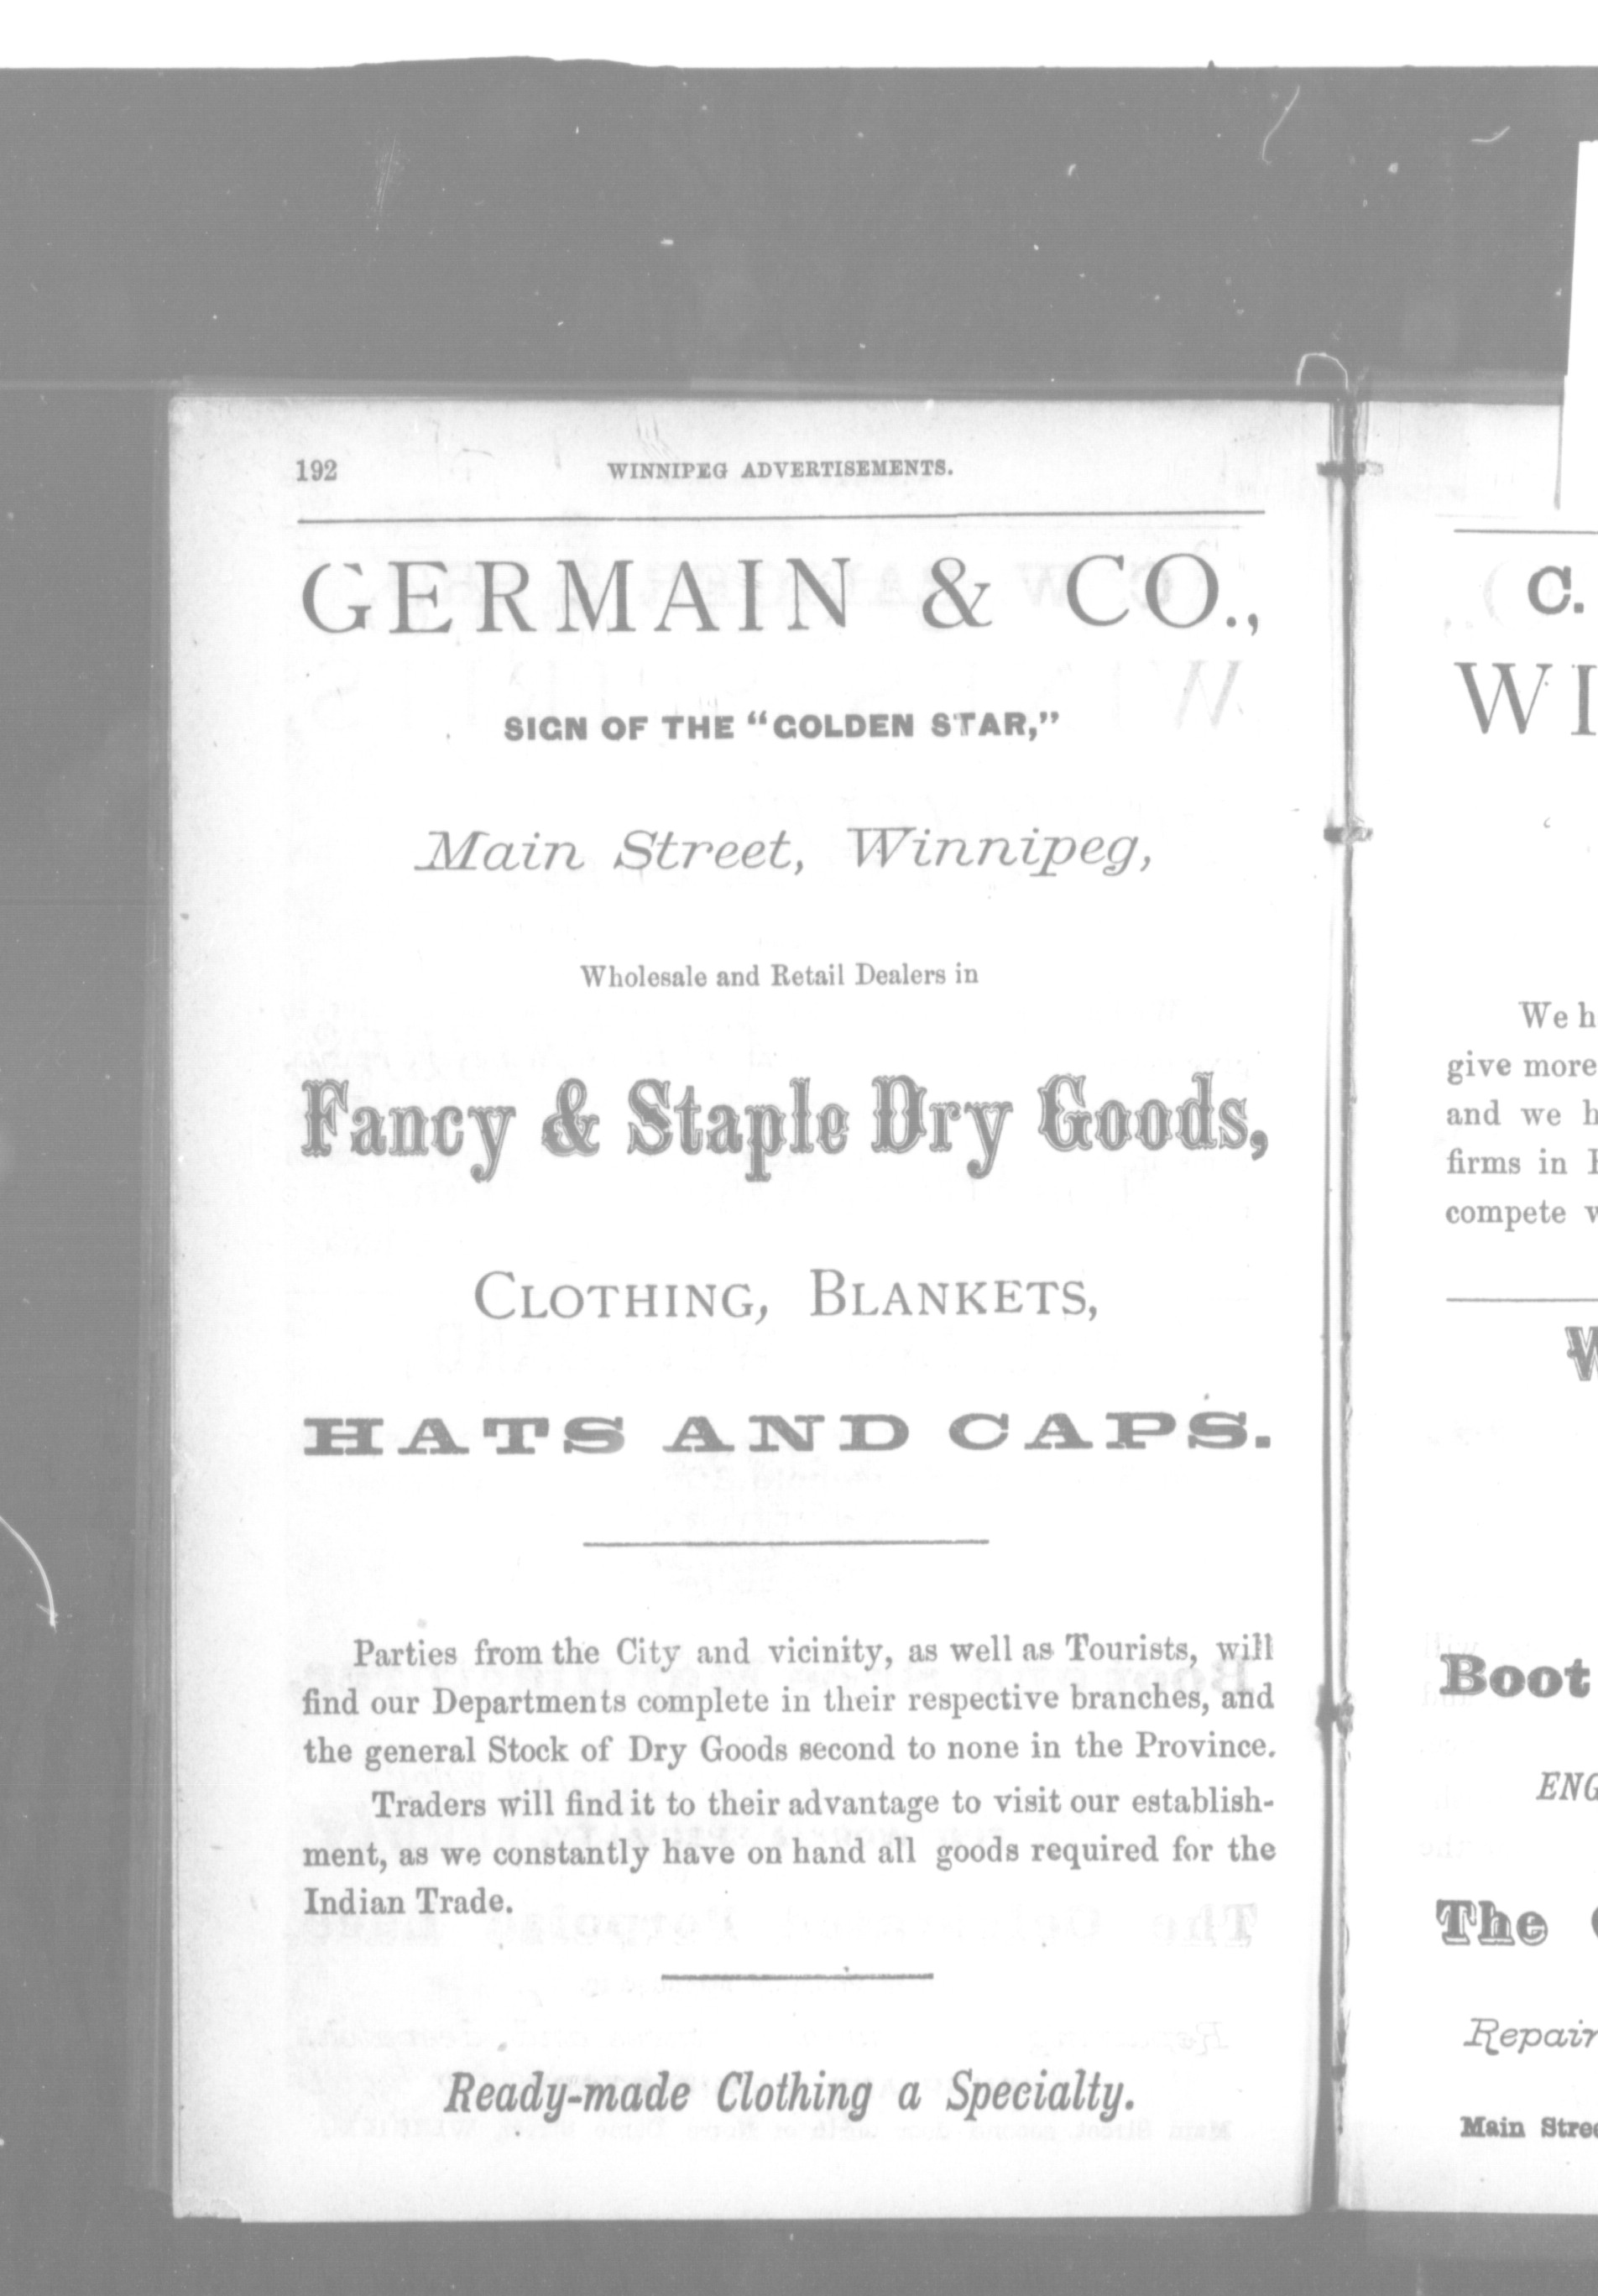 192 WINNIPEG ADVERTISEMENTS.
GERMAIN & CO.,
SIGN OF THE "GOLDEN STAR,"
Main Street, Winnipeg,
Wholesale and Retail Dealers in
Fancy & Staple Dry Goods,
CLOTHING, BLANKETS,
HATS AND CAPS.
Parties from the City and vicinity, as well as Tourists, will
find our Departments complete in their respective branches, and
the general Stock of Dry Goods second to none in the Province.
Traders will find it to their advantage to visit our establish-
ment, as we constantly have on hand all goods required for the
Indian Trade.
Ready-made Clothing a Specialty.
C.
WI
We h
give more
and we h
firms in
compete
W
Boot
ENG
The
Repair
Main Stree